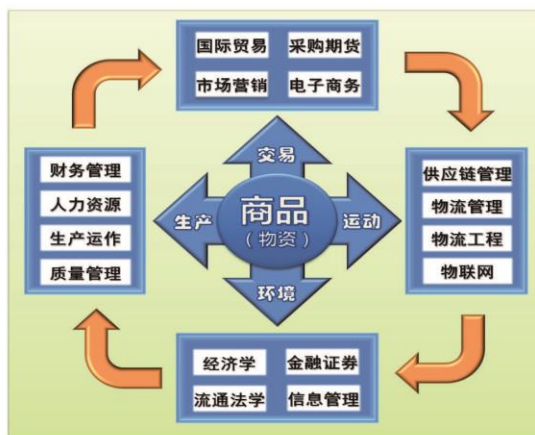 国际贸易 采购期货
市场营销 电子商务
财务管理
人力资源
生产运作
质量管理
交易
生产
商品
（物资）
运动
环境
供应链管理
物流管理
物流工程
物联网
经济学 金融证券
流通法学 信息管理